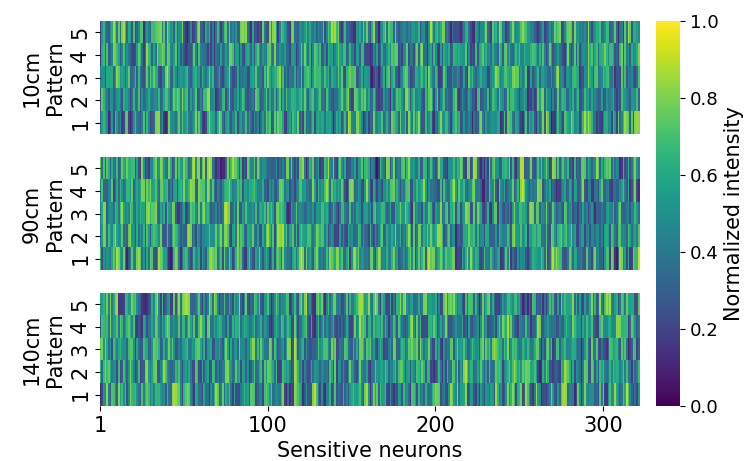 10cm
Pattern
5
4
3
2
1
90cm
Pattern
5
4
3
2
1
140cm
Pattern
5
4
3
2
1
1 100 200 300
Sensitive neurons
1.0
0.8
0.6
0.4
0.2
0.0
Normalized intensity